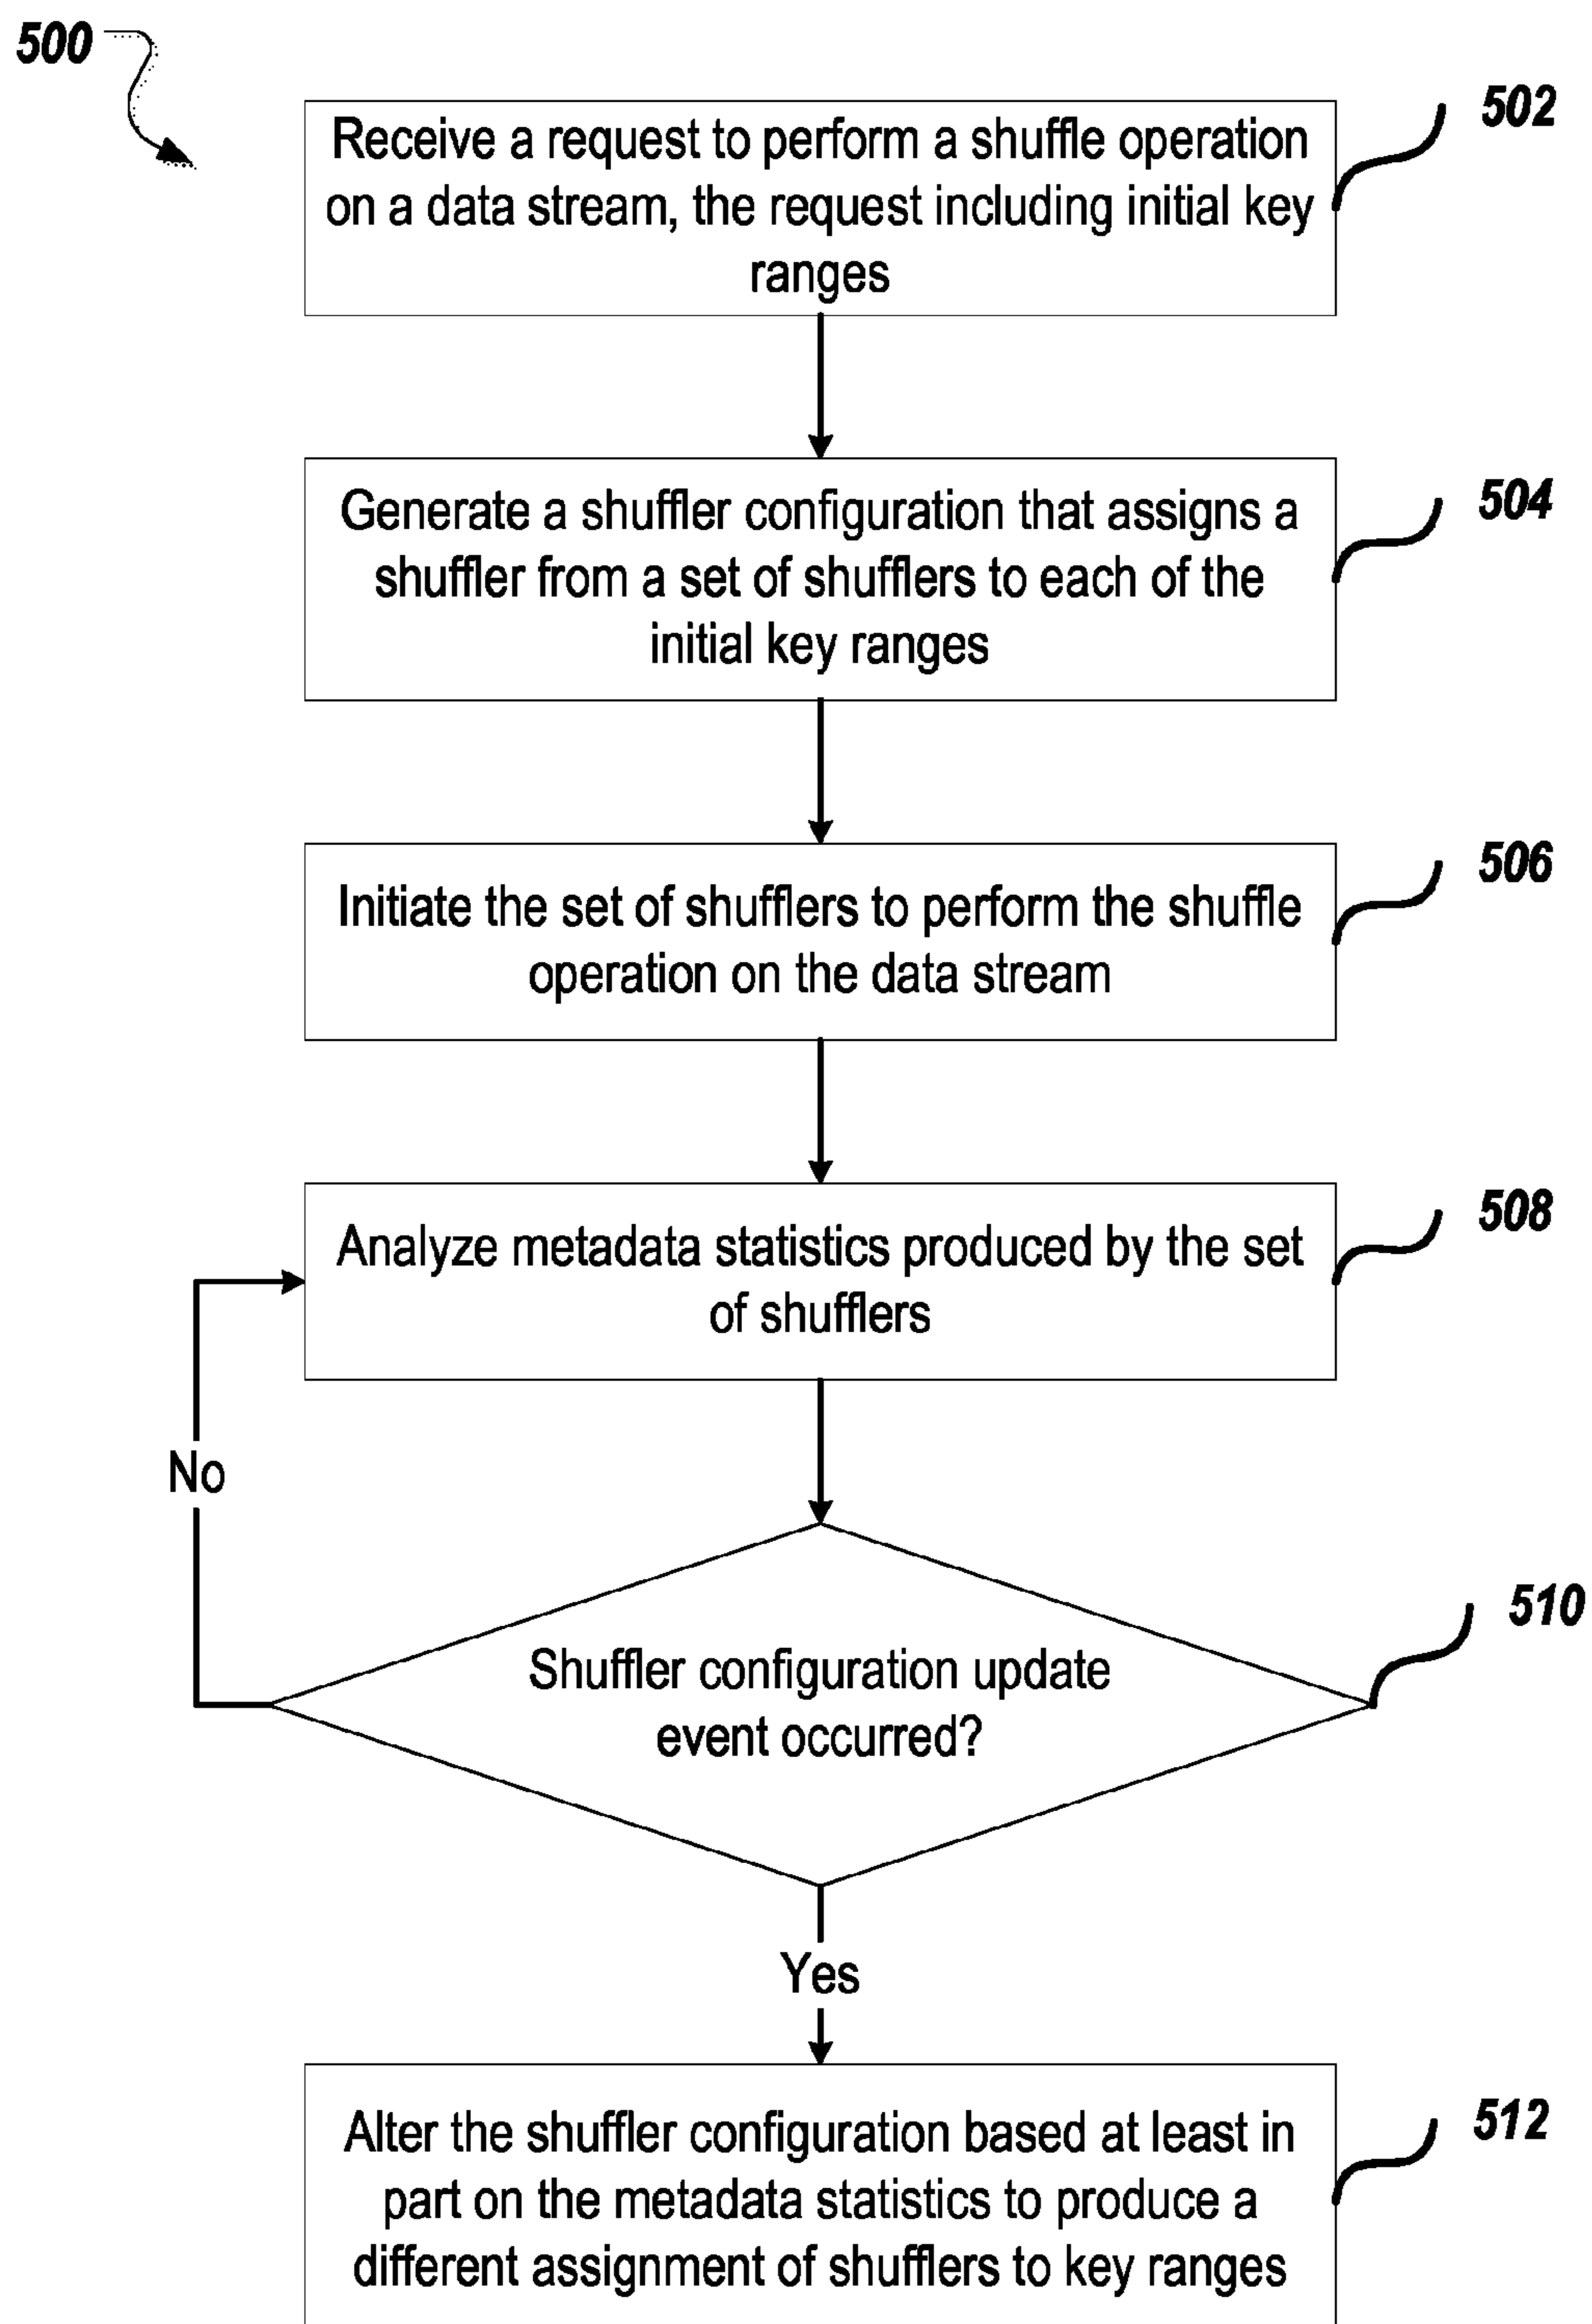 500
502
Receive a request to perform a shuffle operation
on a data stream, the request including initial key
ranges
504
Generate a shuffler configuration that assigns a
shuffler from a set of shufflers to each of the
initial key ranges
506
Initiate the set of shufflers to perform the shuffle
operation on the data stream
508
Analyze metadata statistics produced by the set
of shufflers
No
510
Shuffler configuration update
event occurred?
Yes
512
Alter the shuffler configuration based at least in
part on the metadata statistics to produce a
different assignment of shufflers to key ranges